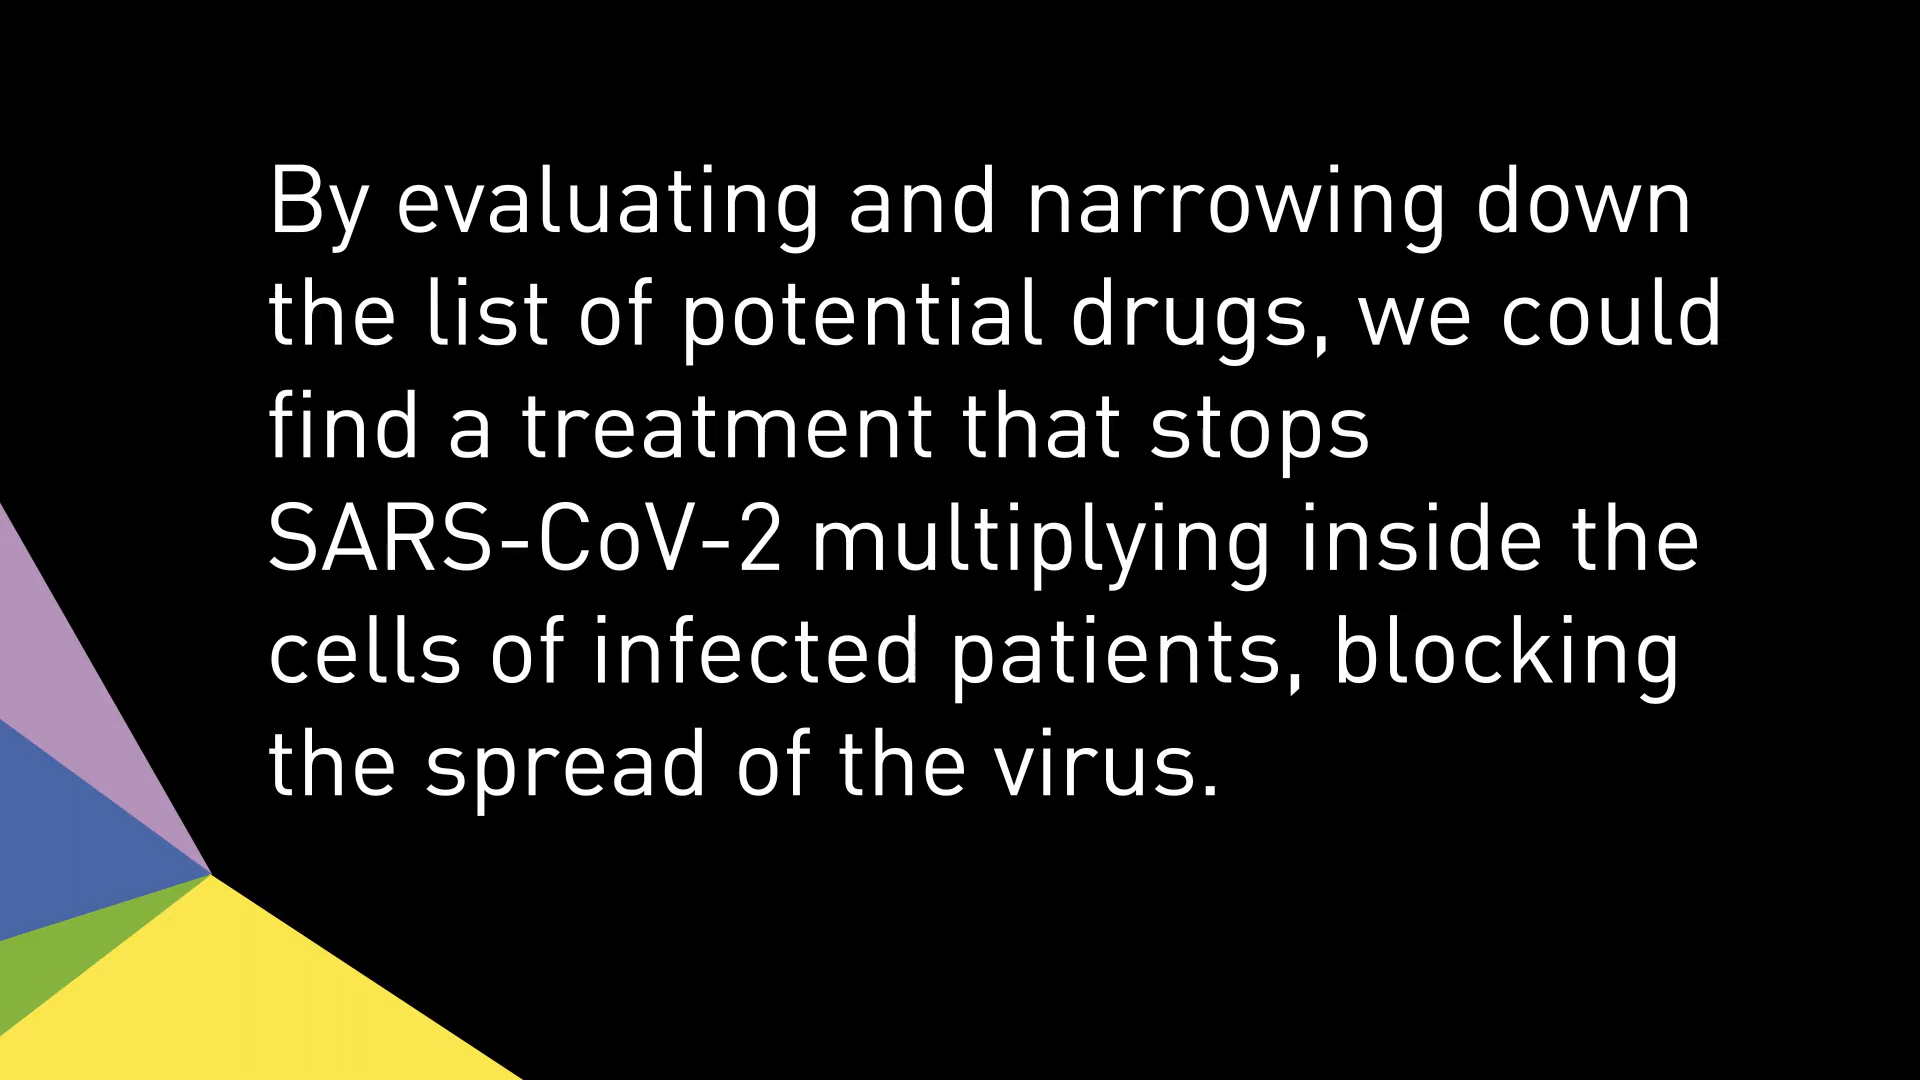 By evaluating and narrowing down
the list of potential drugs, we could
find a treatment that stops
SARS-CoV-2 multiplying inside the
cells of infected patients, blocking
the spread of the virus.